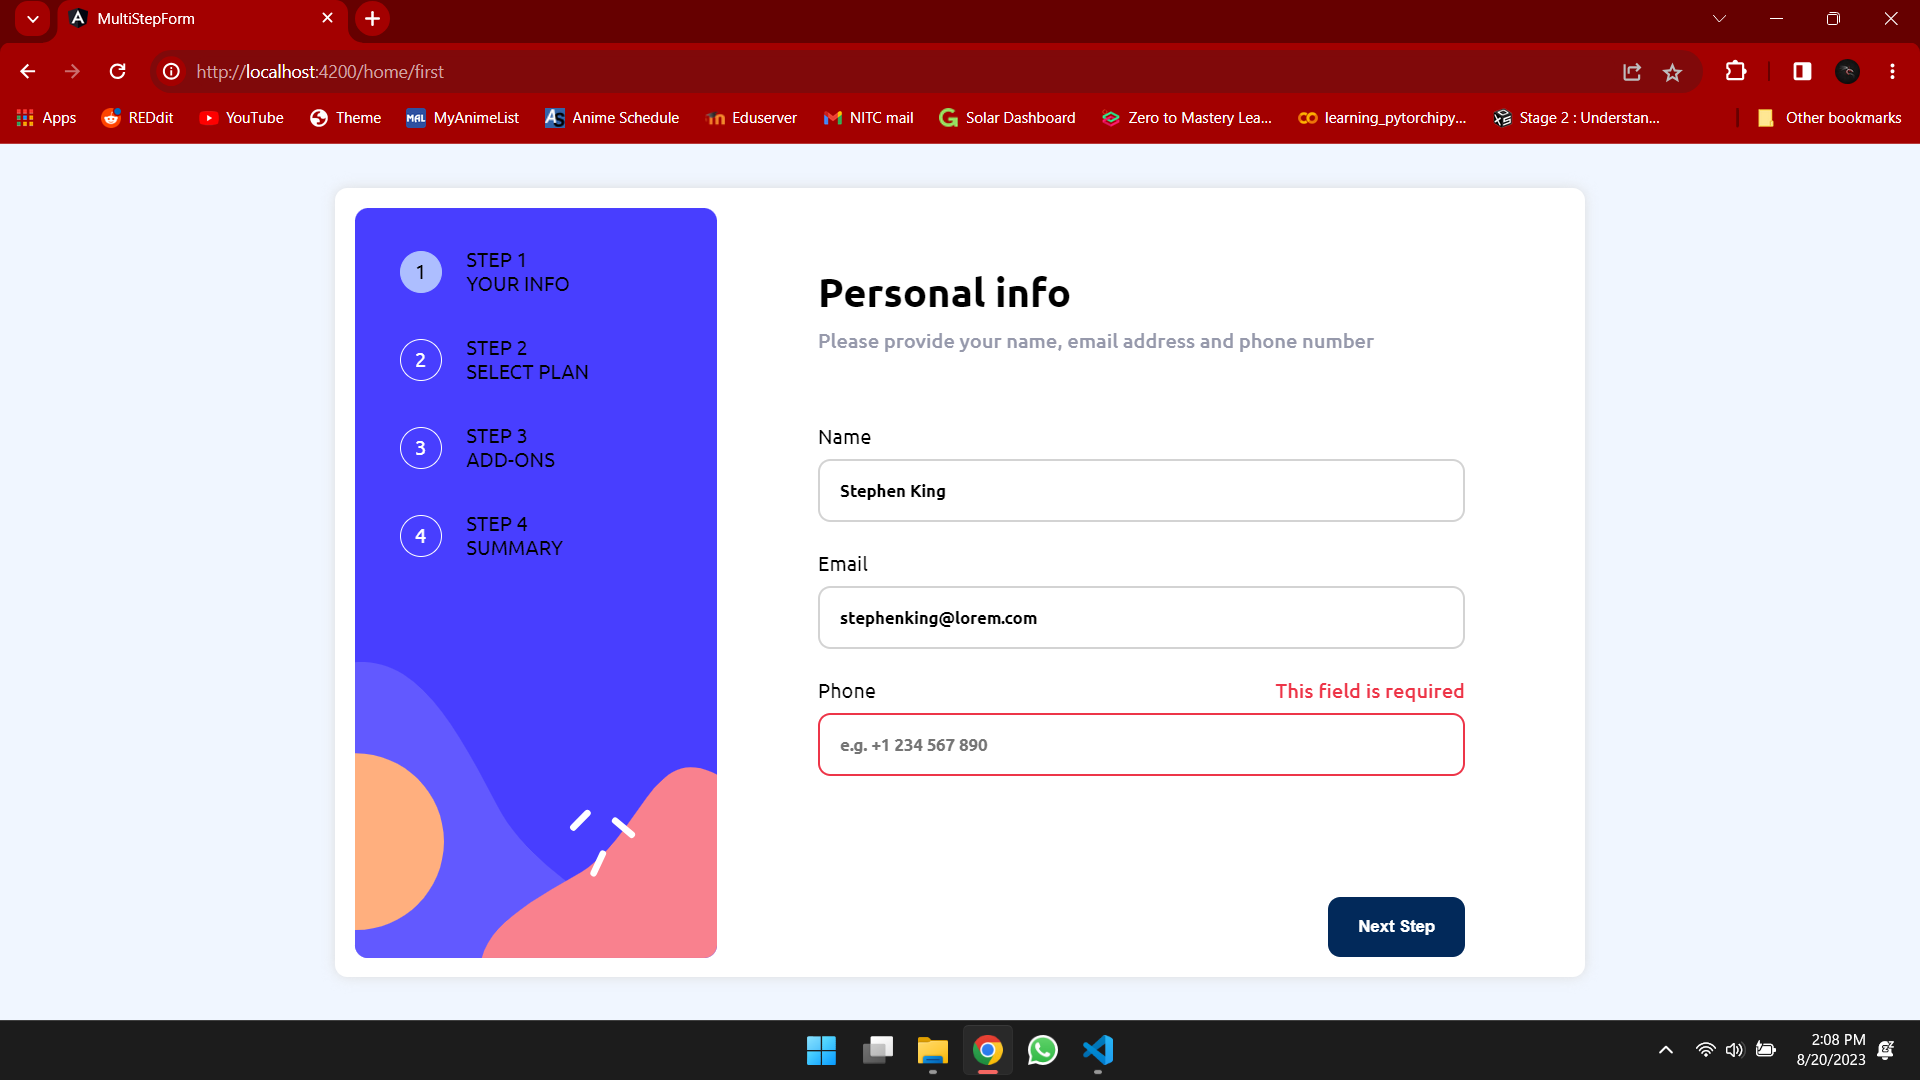 MultiStepForm
http://localhost:4200/home/first
Apps REDdit YouTube Theme MAL MyAnimeList AS Anime Schedule Eduserver NITC mail Solar Dashboard Zero to Mastery Lea... learning_pytorchipy... Stage 2 : Understan... Other bookmarks
1 STEP 1
YOUR INFO
2 STEP 2
SELECT PLAN
3 STEP 3
ADD-ONS
4 STEP 4
SUMMARY
Personal info
Please provide your name, email address and phone number
Name
Stephen King
Email
stephenking@lorem.com
Phone This field is required
e.g. +1 234 567 890
Next Step
2:08 PM
8/20/2023